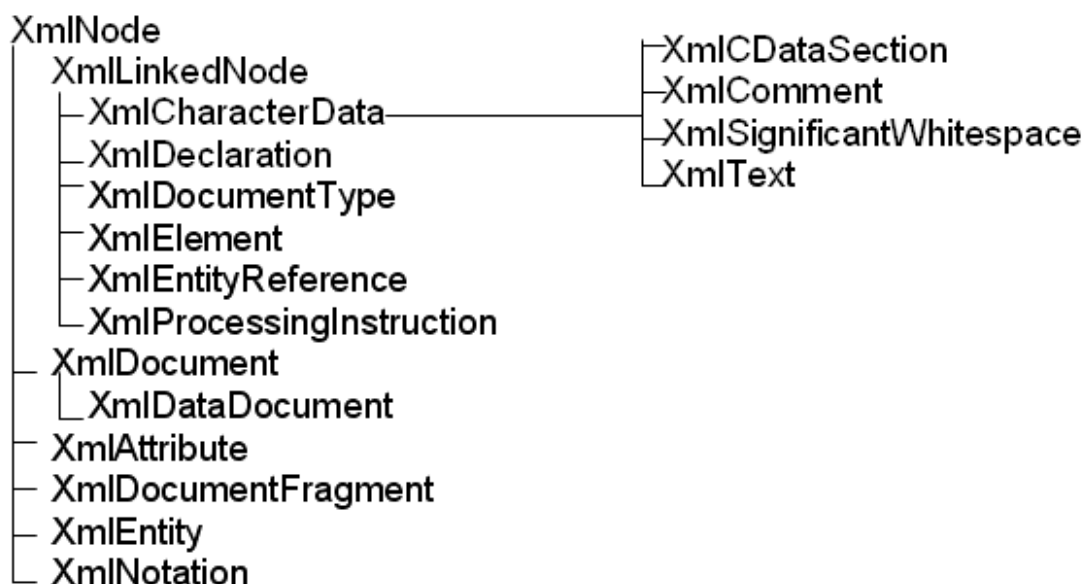 XmlNode
XmlLinkedNode
XmlCharacterData
XmlDeclaration
XmlDocumentType
XmlElement
XmlEntityReference
XmlProcessingInstruction
XmlDocument
XmlDataDocument
XmlAttribute
XmlDocumentFragment
XmlEntity
XmlNotation
XmlCDataSection
XmlComment
XmlSignificantWhitespace
XmlText